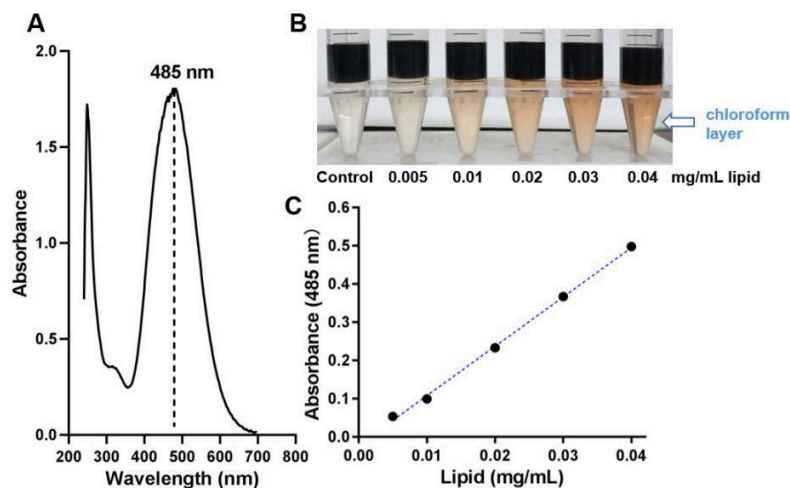 A
485 nm
2.0
1.5
1.0
0.5
0.0
Absorbance
200 300 400 500 600 700 800
Wavelength (nm)
B
chloroform
layer
Control 0.005 0.01 0.02 0.03 0.04 mg/mL lipid
C
0.6
0.5
0.4
0.3
0.2
0.1
0.0
Absorbance (485 nm)
0.00 0.01 0.02 0.03 0.04
Lipid (mg/mL)